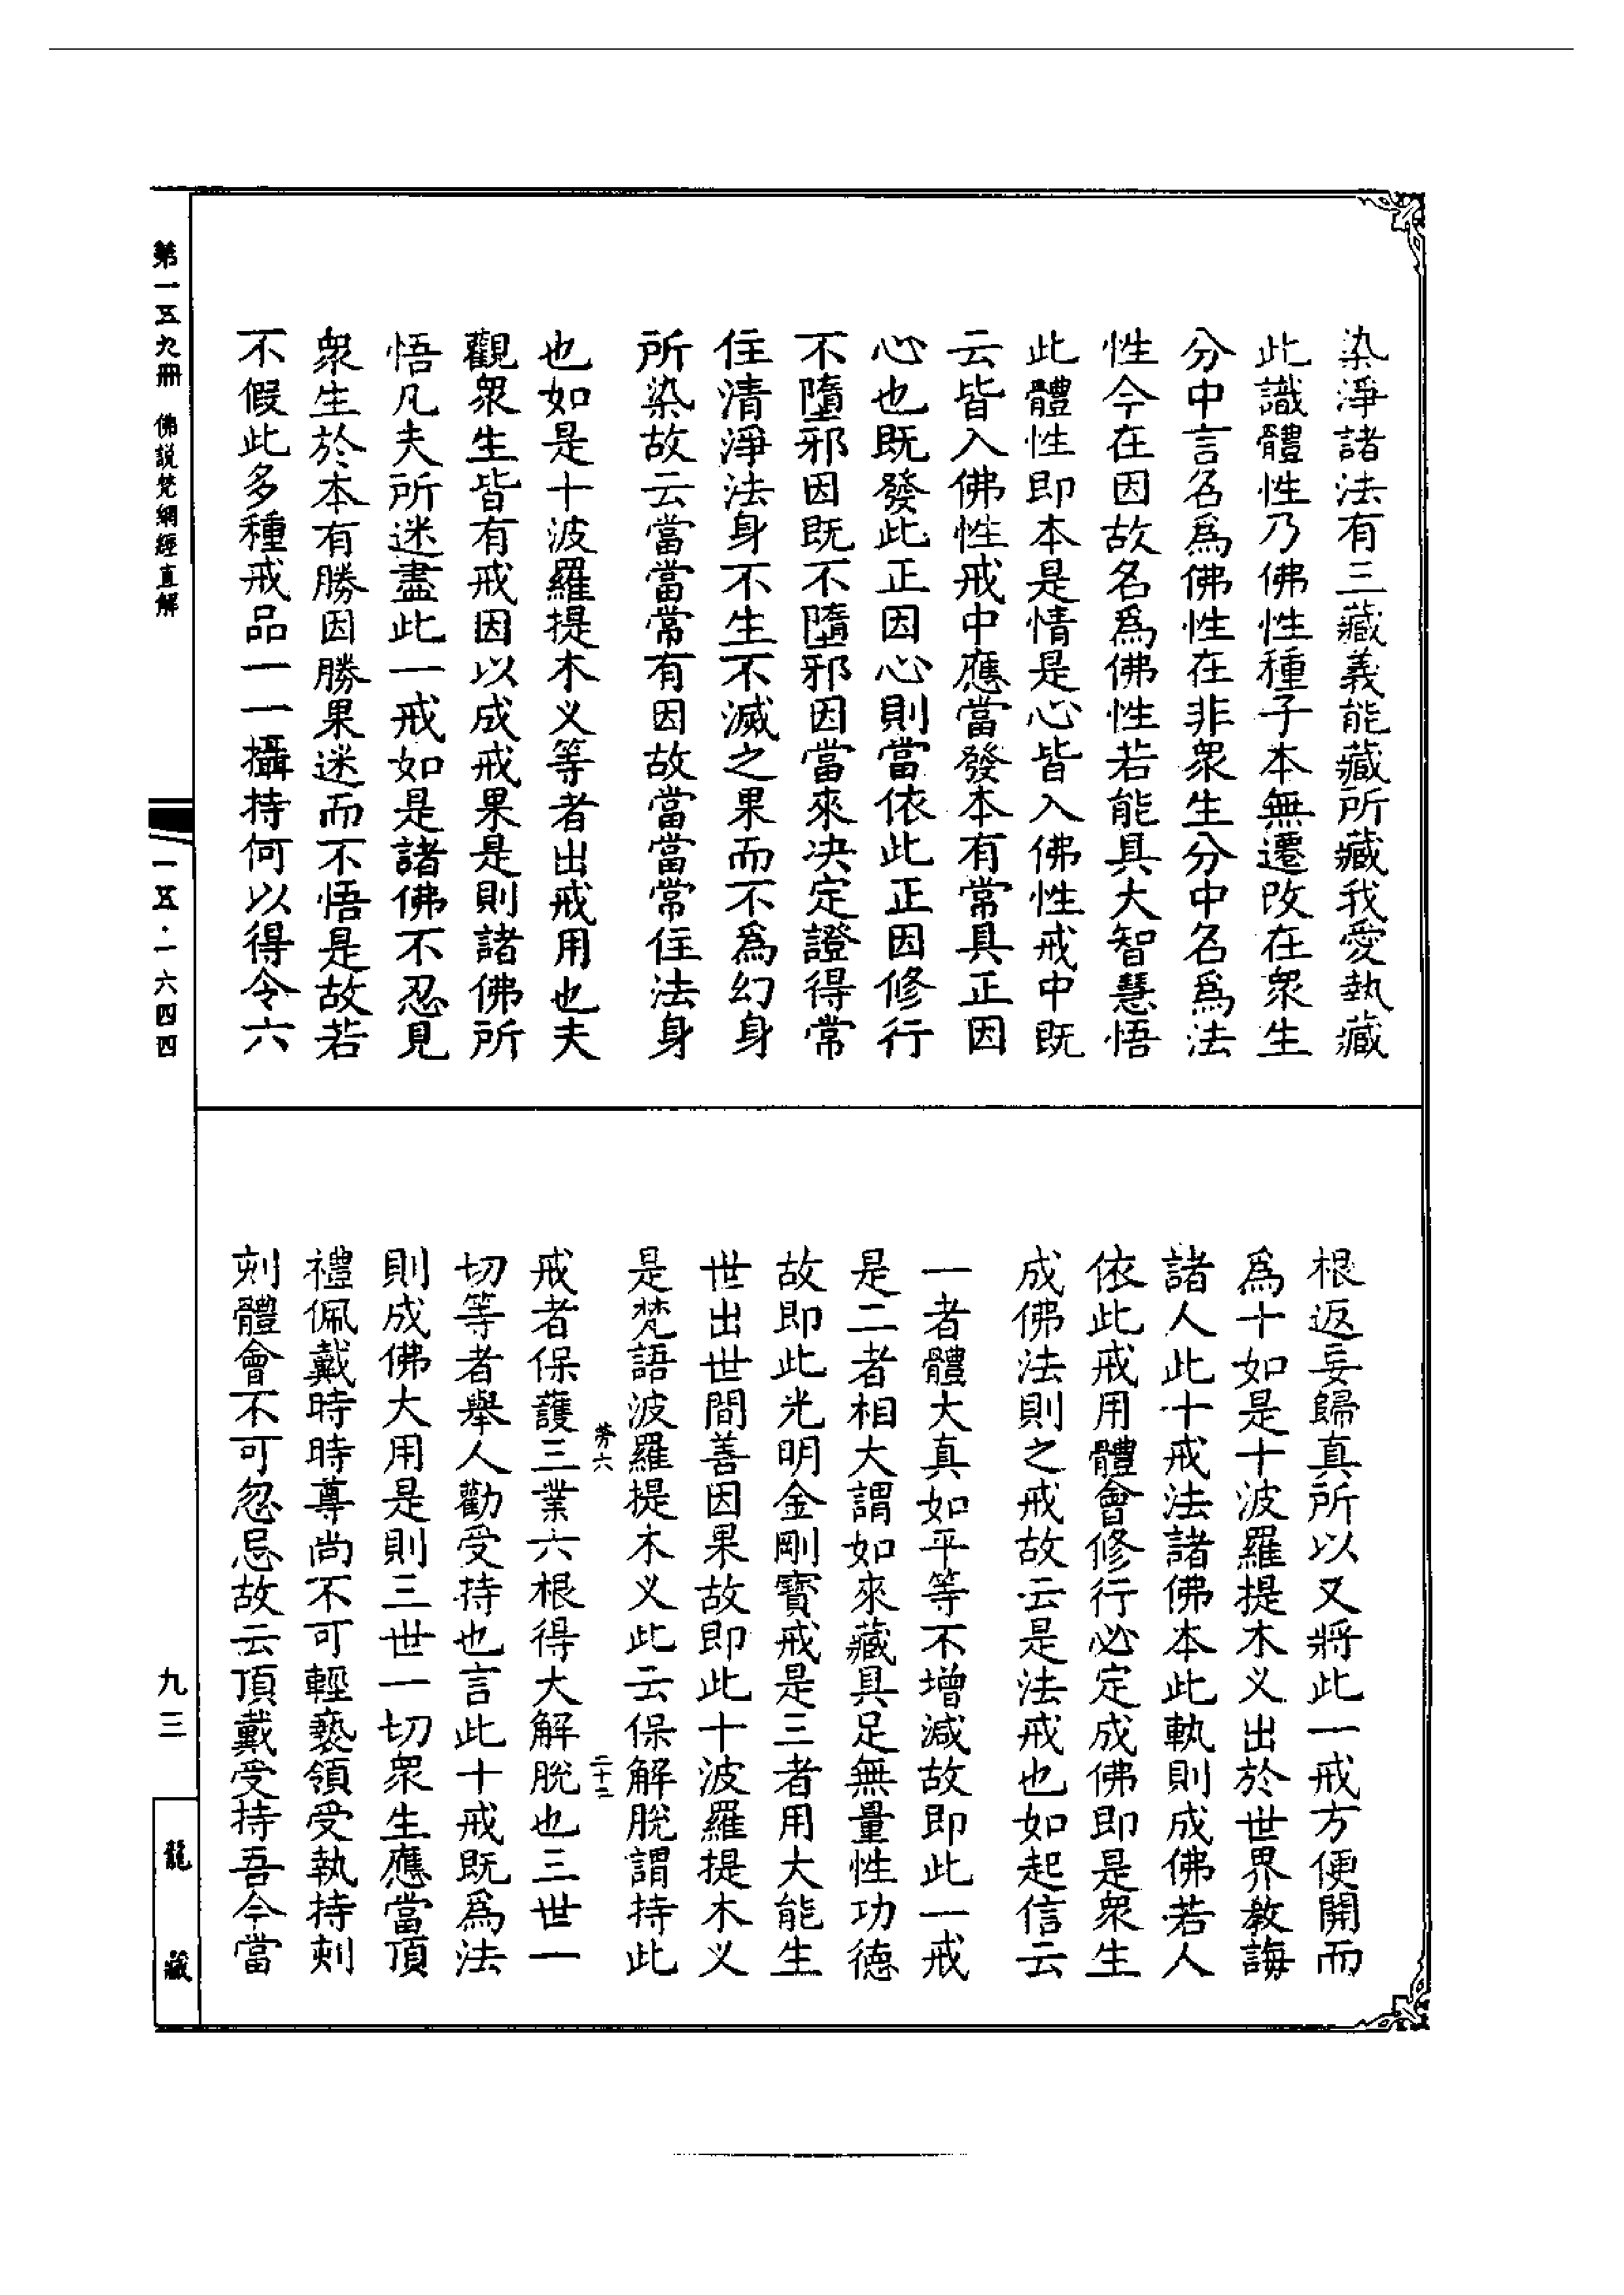 染淨諸法有三藏義能藏所藏我愛執藏
此識體性乃佛性種子本無遷改在衆生
分中言名爲佛性在非衆生分中名爲法
性今在因故名爲佛性若能具大智慧悟
此體性即本是情是心皆入佛性戒中既
云皆入佛性戒中應當發本有常具正因
心也既發此正因心則當依此正因修行
不墮邪因既不墮邪因當來决定證得常
住清淨法身不生不滅之果而不爲幻身
所染故云當當常有因故當當常住法身
也如是十波羅提木义等者出戒用也夫
觀衆生皆有戒因以成戒果是則諸佛所
悟凡夫所迷盡此一戒如是諸佛不忍見
衆生於本有勝因勝果迷而不悟是故若
不假此多種戒品一一攝持何以得令六
根返妄歸真所以又將此一戒方便開而
爲十如是十波羅提木义出於世界教誨
諸人此十戒法諸佛本此軌則成佛若人
依此戒用體會修行必定成佛即是衆生
成佛法則之戒故云是法戒也如起信云
一者體大真如平等不增減故即此一戒
是二者相大謂如來藏具足無量性功德
故即此光明金剛寶戒是三者用大能生
世出世間善因果故即此十波羅提木义
是梵語波羅提木义此云保解脫謂持此
勞六
二十二
戒者保護三業六根得大解脫也三世一
切等者舉人勸受持也言此十戒既爲法
則成佛大用是則三世一切衆生應當頂
禮佩戴時時尊尚不可輕褻領受執持刺
刺體會不可忽忌故云頂戴受持吾今當
第一五九冊 佛説梵網經直解
一五·一六四四
九三
龍藏